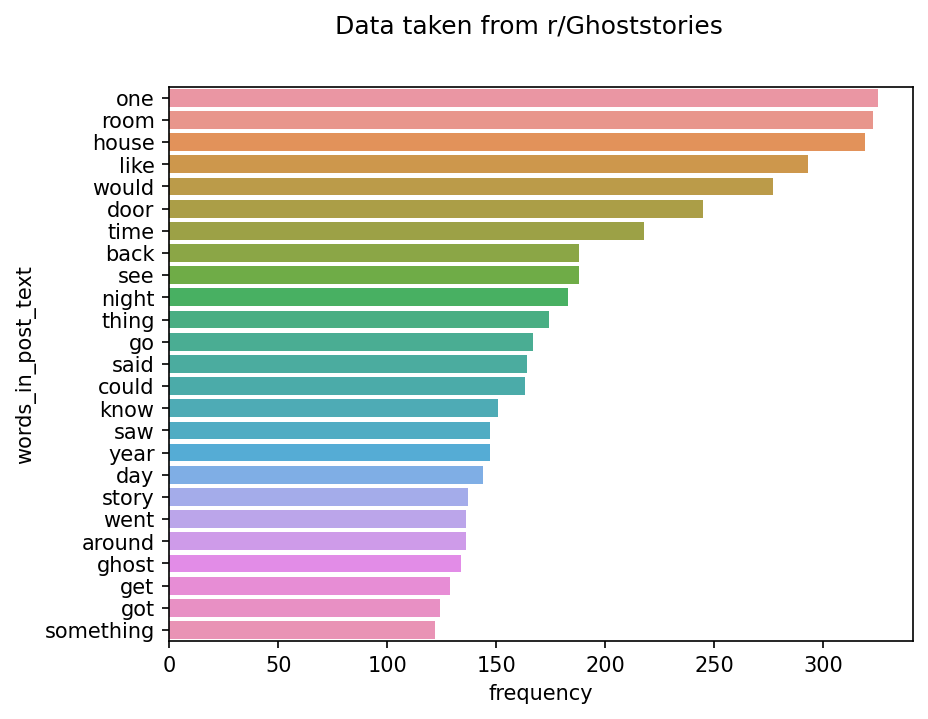 Data taken from r/Ghoststories
words_in_post_text
one
room
house
like
would
door
time
back
see
night
thing
go
said
could
know
saw
year
day
story
went
around
ghost
get
got
something
0 50 100 150 200 250 300
frequency